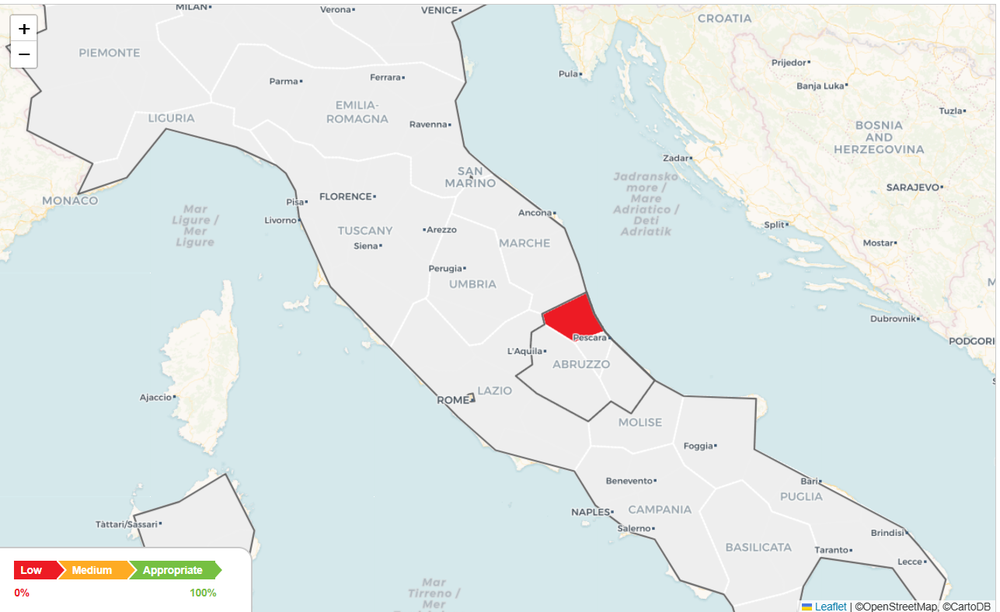 MILAN
Verona
VENICE
CROATIA
+
−
PIEMONTE
Prijedor
Parma
Ferrara
Pula
Banja Luka
EMILIA-
ROMAGNA
LIGURIA
Ravenna
Tuzla
BOSNIA
AND
HERZEGOVINA
Zadar
SAN
MARINO
Jadransko
more /
Mare
Adriatico /
Deti
Adriatik
SARAJEVO
MONACO
Pisa
FLORENCE
Mar
Ligure /
Mer
Ligure
Livorno
Ancona
Split
TUSCANY
Arezzo
Siena
MARCHE
Mostar
Perugia
UMBRIA
M
Dubrovnik
Pescara
PODGORI
L'Aquila
ABRUZZO
Ajaccio
ROME
LAZIO
MOLISE
Foggia
Benevento
Bari
PUGLIA
NAPLES
CAMPANIA
Tàttari/Sassari
Salerno
Brindisi
BASILICATA
Taranto
Lecce
Low
Medium
Appropriate
0%
100%
Mar
Tirreno /
Mer
Leaflet | ©OpenStreetMap, ©CartoDB